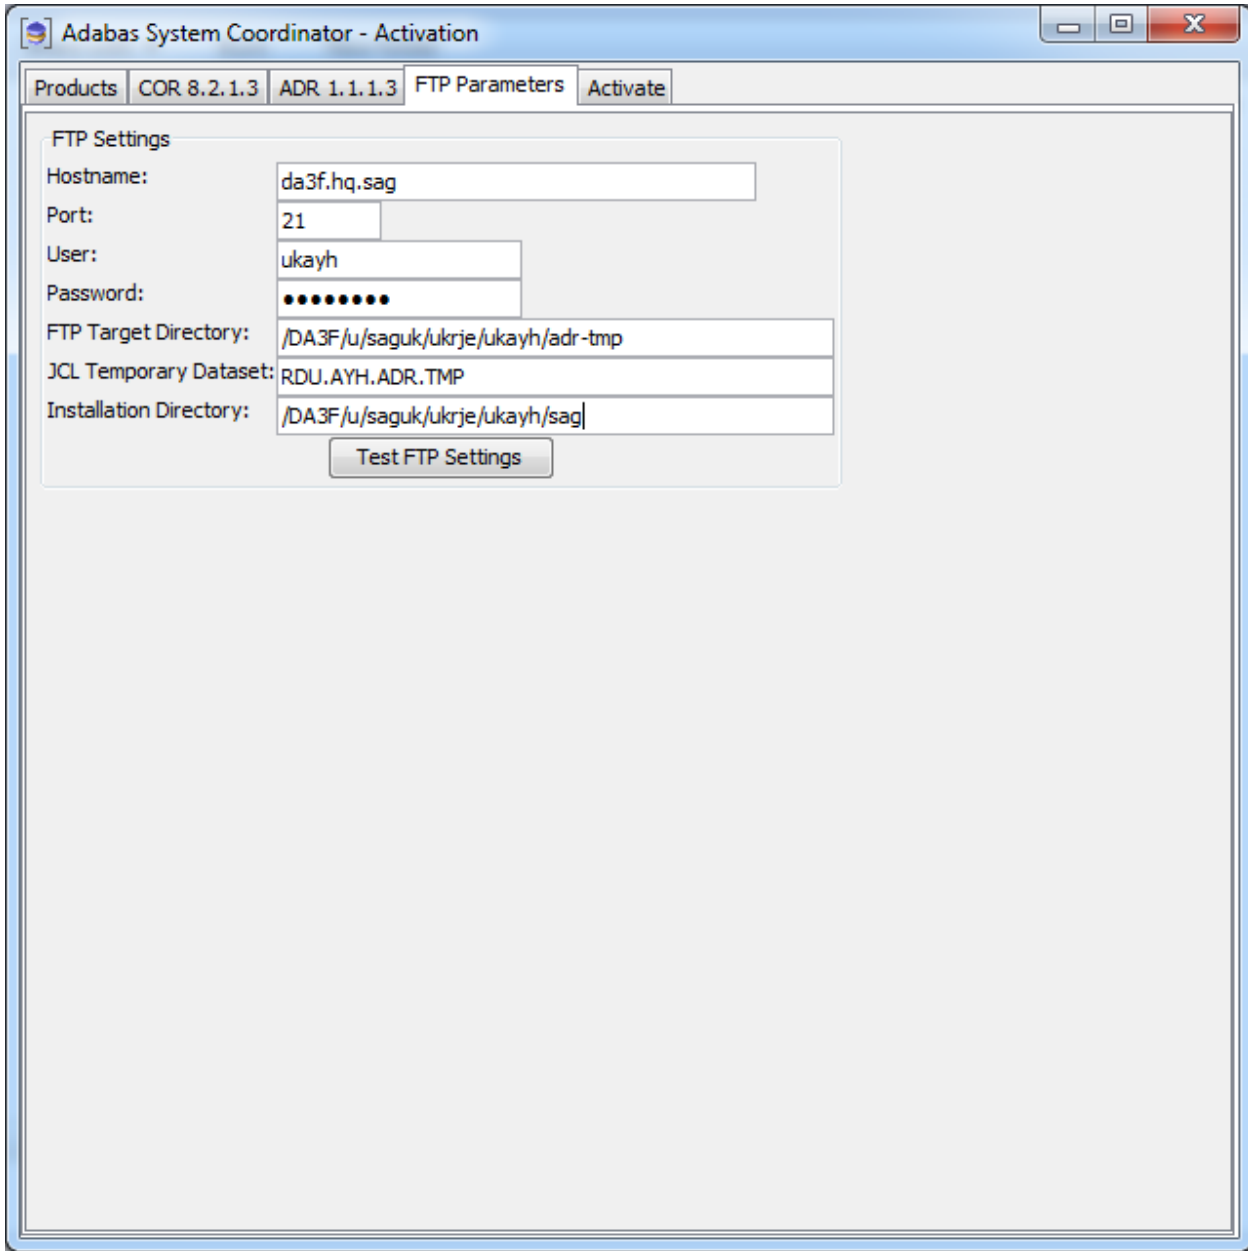 Adabas System Coordinator - Activation
Products COR 8.2.1.3 ADR 1.1.1.3 FTP Parameters Activate
FTP Settings
Hostname: da3f.hq.sag
Port: 21
User: ukayh
Password: ••••••••
FTP Target Directory: /DA3F/u/saguk/ukrje/ukayh/adr-tmp
JCL Temporary Dataset: RDU.AYH.ADR.TMP
Installation Directory: /DA3F/u/saguk/ukrje/ukayh/sag
Test FTP Settings